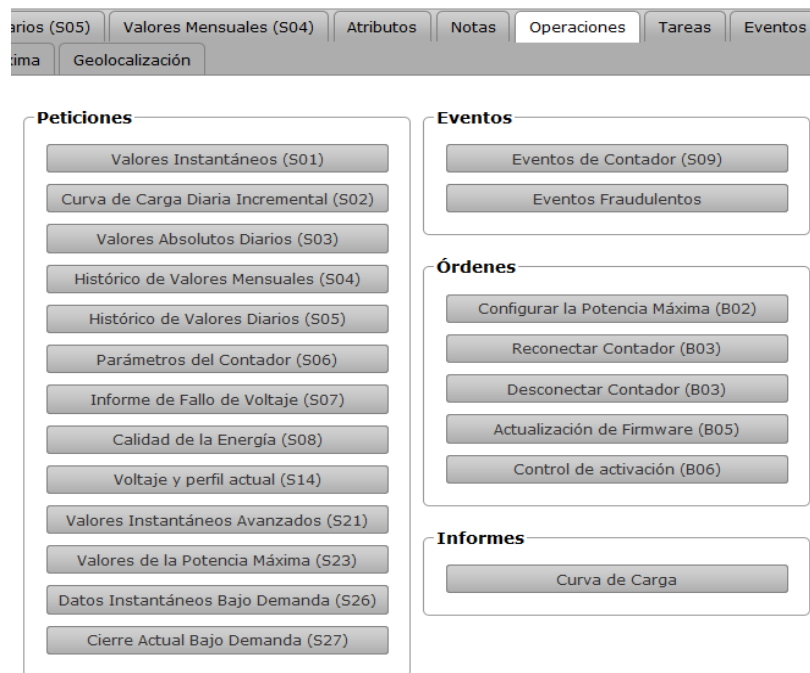 (S05)
Valores Mensuales (S04)
Atributos
Notas
Operaciones
Tareas
Eventos
Geolocalización
Peticiones
Valores Instantáneos (S01)
Curva de Carga Diaria Incremental (S02)
Valores Absolutos Diarios (S03)
Histórico de Valores Mensuales (S04)
Histórico de Valores Diarios (S05)
Parámetros del Contador (S06)
Informe de Fallo de Voltaje (S07)
Calidad de la Energía (S08)
Voltaje y perfil actual (S14)
Valores Instantáneos Avanzados (S21)
Valores de la Potencia Máxima (S23)
Datos Instantáneos Bajo Demanda (S26)
Cierre Actual Bajo Demanda (S27)
Eventos
Eventos de Contador (S09)
Eventos Fraudulentos
Órdenes
Configurar la Potencia Máxima (B02)
Reconectar Contador (B03)
Desconectar Contador (B03)
Actualización de Firmware (B05)
Control de activación (B06)
Informes
Curva de Carga